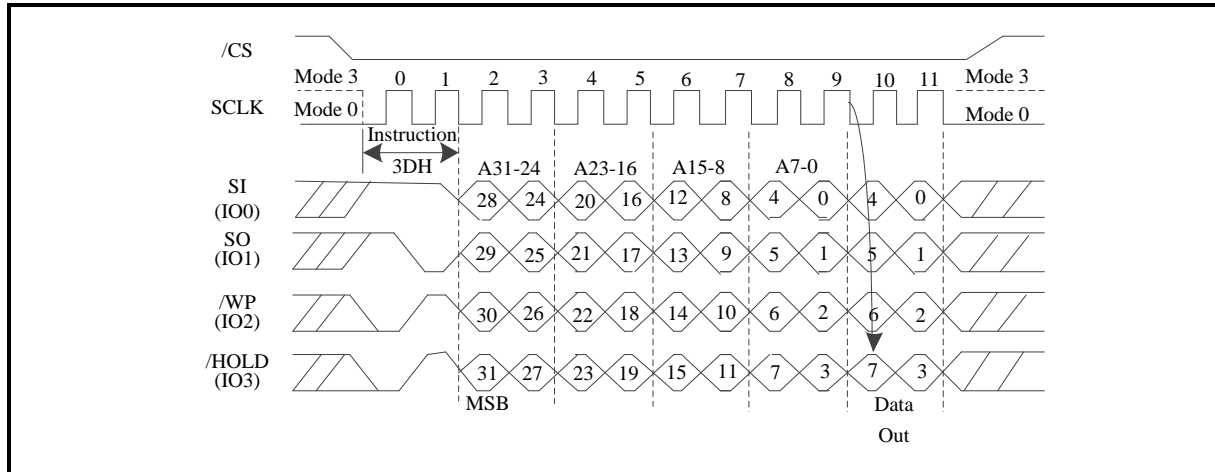 /CS
Mode 3 0 1 2 3 4 5 6 7 8 9 10 11 Mode 3
SCLK
Mode 0 Mode 0
Instruction
3DH A31-24 A23-16 A15-8 A7-0
SI
(IO0) 28 24 20 16 12 8 4 0 4 0
SO
(IO1) 29 25 21 17 13 9 5 1 5 1
/WP
(IO2) 30 26 22 18 14 10 6 2 6 2
/HOLD
(IO3) 31 27 23 19 15 11 7 3 7 3
MSB Data
Out